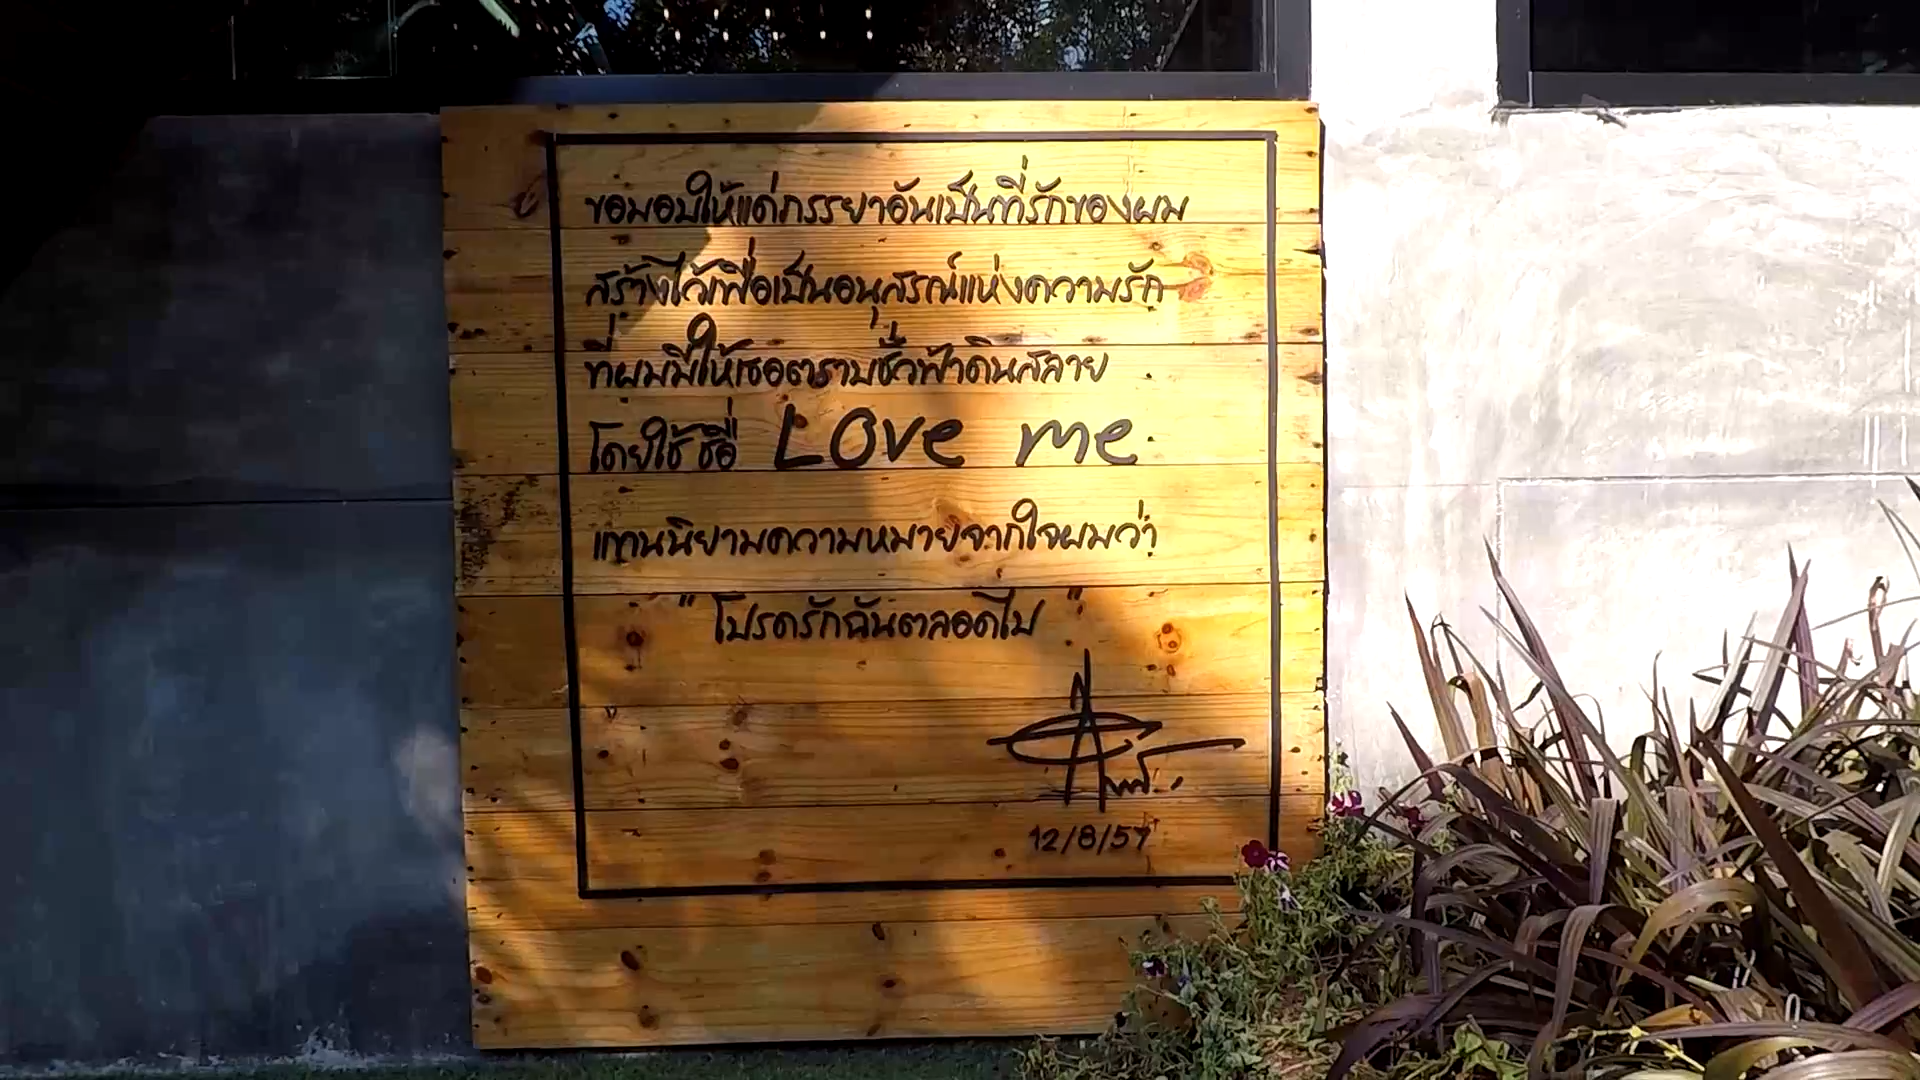 ขอมอบให้แด่ภรรยาอันเป็นที่รักของผม
สร้างไว้เพื่อเป็นอนุสรณ์แห่งความรัก
ที่ผมมีให้เธอตราบชั่วฟ้าดินสลาย
โดยใช้ชื่อ Love me
แทนนิยามความหมายจากใจผมว่า
"โปรดรักฉันตลอดไป"
12/8/57